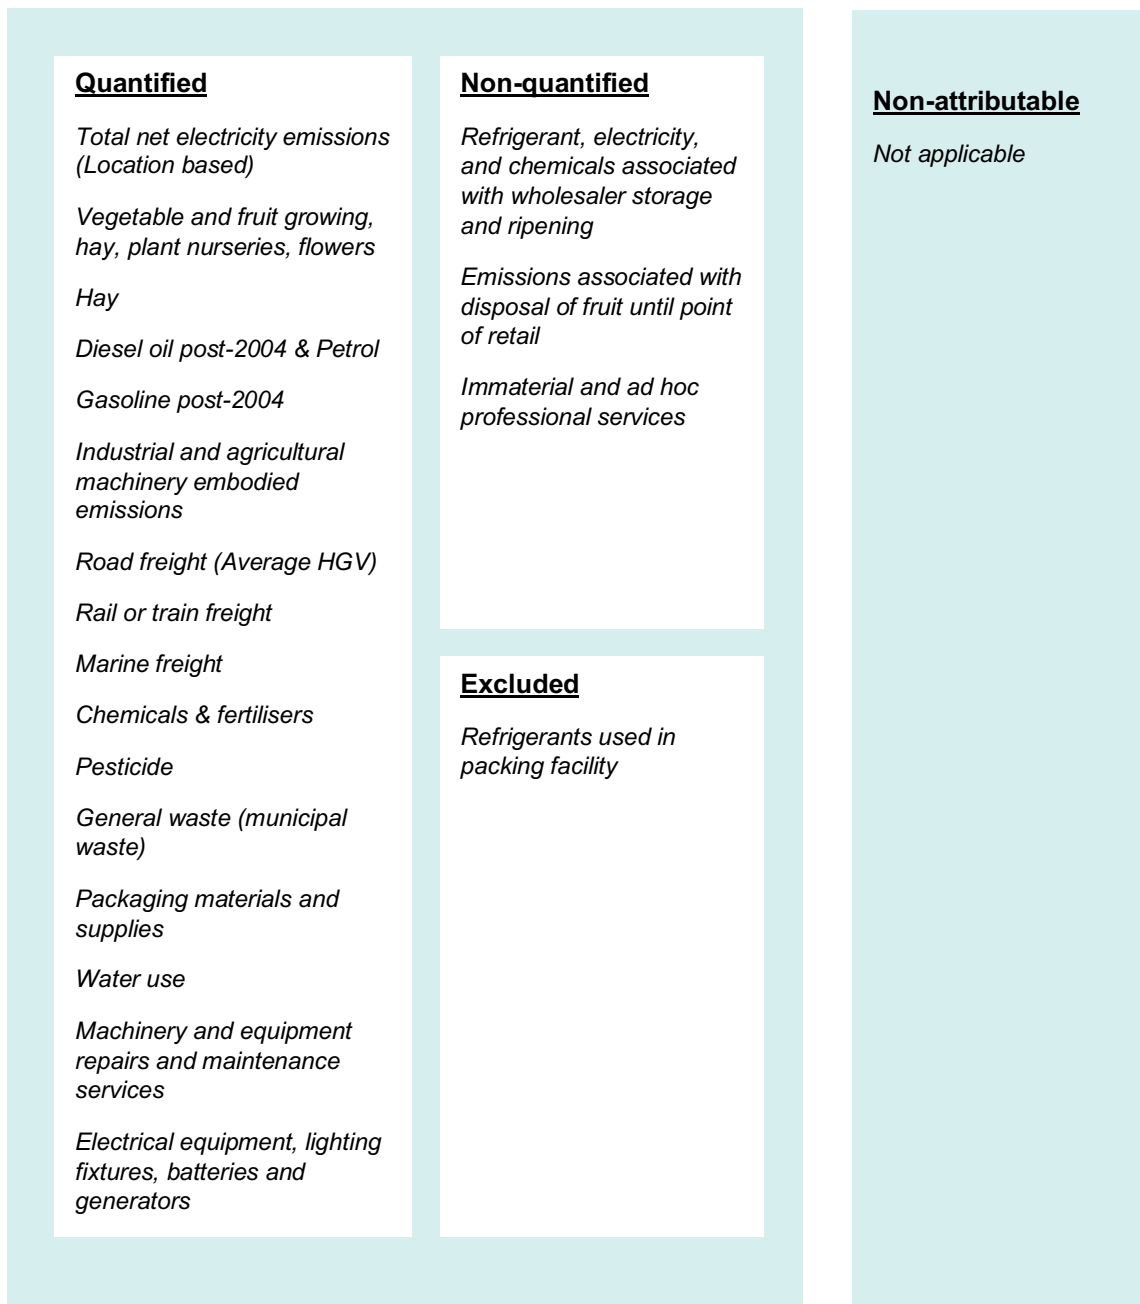 Quantified
Total net electricity emissions
(Location based)
Vegetable and fruit growing,
hay, plant nurseries, flowers
Hay
Diesel oil post-2004 & Petrol
Gasoline post-2004
Industrial and agricultural
machinery embodied
emissions
Road freight (Average HGV)
Rail or train freight
Marine freight
Chemicals & fertilisers
Pesticide
General waste (municipal
waste)
Packaging materials and
supplies
Water use
Machinery and equipment
repairs and maintenance
services
Electrical equipment, lighting
fixtures, batteries and
generators
Non-quantified
Refrigerant, electricity,
and chemicals associated
with wholesaler storage
and ripening
Emissions associated with
disposal of fruit until point
of retail
Immaterial and ad hoc
professional services
Excluded
Refrigerants used in
packing facility
Non-attributable
Not applicable